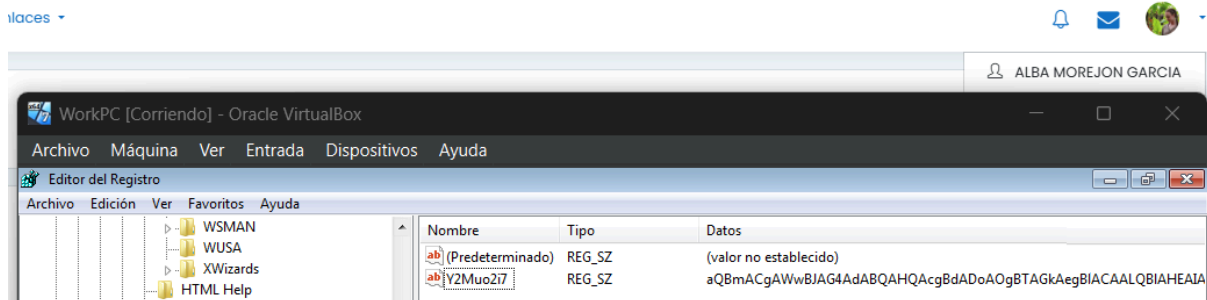 nlaces
ALBA MOREJON GARCIA
WorkPC [Corriendo] - Oracle VirtualBox
Archivo Máquina Ver Entrada Dispositivos Ayuda
Editor del Registro
Archivo Edición Ver Favoritos Ayuda
WSMAN
WUSA
XWizards
HTML Help
Nombre Tipo Datos
(Predeterminado) REG_SZ (valor no establecido)
Y2Muo2i7 REG_SZ aQBmACgAWwBJAG4AdABQAHQAcgBdADoAOgBTAGkAegBlACAALQBlAHEAIA